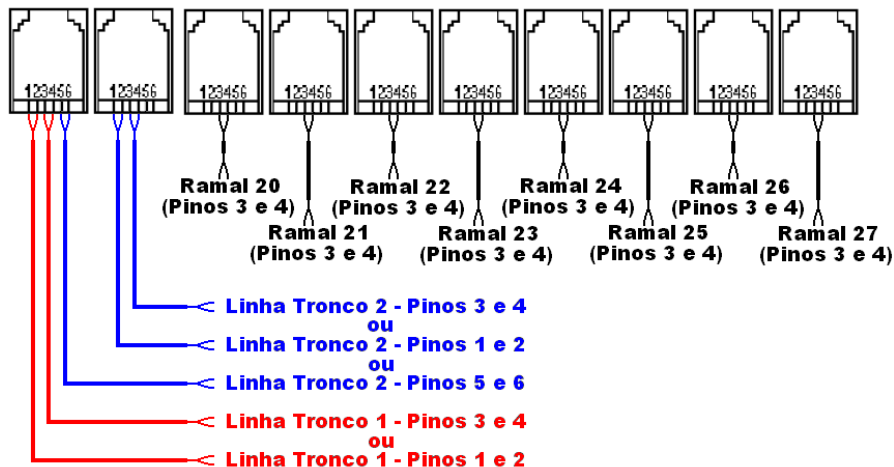 123456 123456 123456 123456 123456 123456 123456 123456 123456 123456
Ramal 20
(Pinos 3 e 4)
Ramal 21
(Pinos 3 e 4)
Ramal 22
(Pinos 3 e 4)
Ramal 23
(Pinos 3 e 4)
Ramal 24
(Pinos 3 e 4)
Ramal 25
(Pinos 3 e 4)
Ramal 26
(Pinos 3 e 4)
Ramal 27
(Pinos 3 e 4)
Linha Tronco 2 - Pinos 3 e 4
ou
Linha Tronco 2 - Pinos 1 e 2
ou
Linha Tronco 2 - Pinos 5 e 6
Linha Tronco 1 - Pinos 3 e 4
ou
Linha Tronco 1 - Pinos 1 e 2